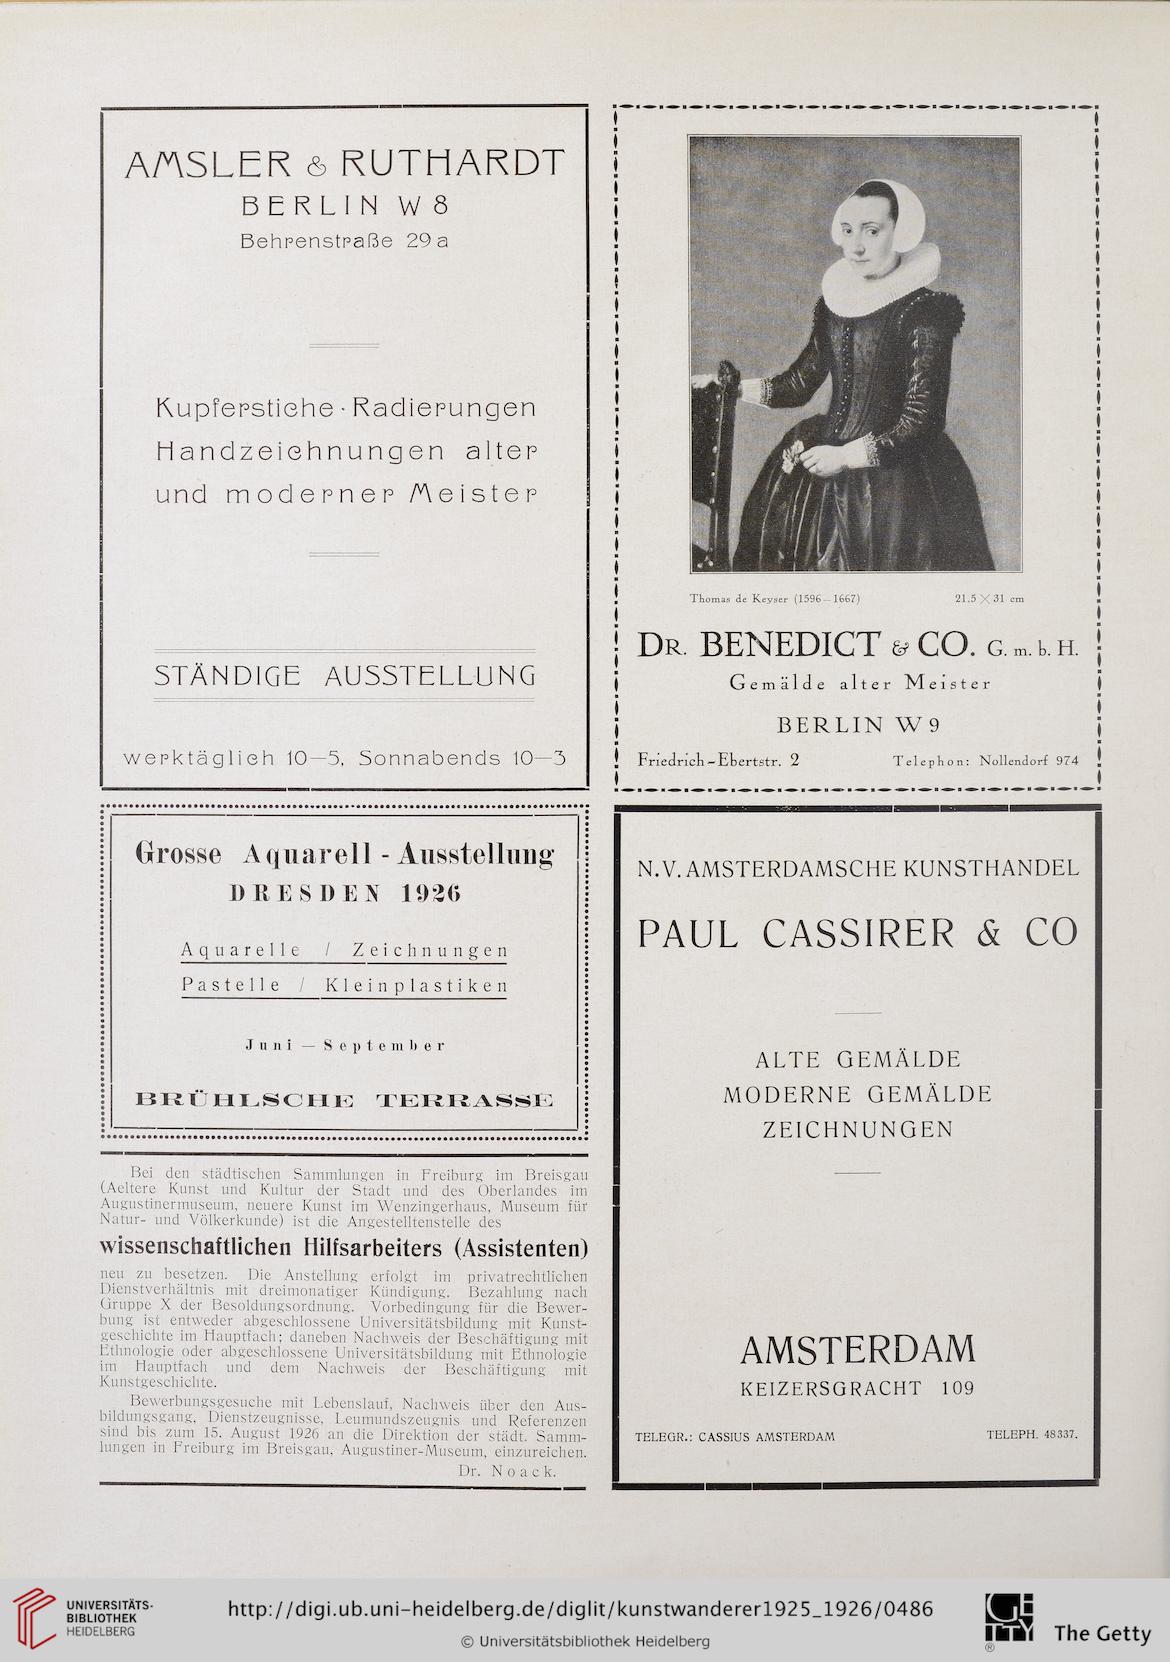 AMSLER & RUTHARDT
BERLIN W 8
Behrenstraße 29 a
Kupferstiche · Radierungen
Handzeichnungen alter
und moderner Meister
STÄNDIGE AUSSTELLUNG
werktäglich 10—5, Sonnabends 10—3
Thomas de Keyser (1596—1667) 21.5 × 31 cm
DR. BENEDICT & CO. G. m. b. H.
Gemälde alter Meister
BERLIN W 9
Friedrich-Ebertstr. 2 Telephon: Nollendorf 974
Grosse Aquarell - Ausstellung
DRESDEN 1926
Aquarelle / Zeichnungen
Pastelle / Kleinplastiken
Juni — September
BRÜHLSCHE TERRASSE
Bei den städtischen Sammlungen in Freiburg im Breisgau
(Aeltere Kunst und Kultur der Stadt und des Oberlandes im
Augustinermuseum, neuere Kunst im Wenzingerhaus, Museum für
Natur- und Völkerkunde) ist die Angestelltenstelle des
wissenschaftlichen Hilfsarbeiters (Assistenten)
neu zu besetzen. Die Anstellung erfolgt im privatrechtlichen
Dienstverhältnis mit dreimonatiger Kündigung. Bezahlung nach
Gruppe X der Besoldungsordnung. Vorbedingung für die Bewer-
bung ist entweder abgeschlossene Universitätsbildung mit Kunst-
geschichte im Hauptfach; daneben Nachweis der Beschäftigung mit
Ethnologie oder abgeschlossene Universitätsbildung mit Ethnologie
im Hauptfach und dem Nachweis der Beschäftigung mit
Kunstgeschichte.
Bewerbungsgesuche mit Lebenslauf, Nachweis über den Aus-
bildungsgang, Dienstzeugnisse, Leumundszeugnis und Referenzen
sind bis zum 15. August 1926 an die Direktion der städt. Samm-
lungen in Freiburg im Breisgau, Augustiner-Museum, einzureichen.
Dr. Noack.
N.V. AMSTERDAMSCHE KUNSTHANDEL
PAUL CASSIRER & CO
ALTE GEMÄLDE
MODERNE GEMÄLDE
ZEICHNUNGEN
AMSTERDAM
KEIZERSGRACHT 109
TELEGR.: CASSIUS AMSTERDAM TELEPH. 48337.
UNIVERSITÄTS-
BIBLIOTHEK
HEIDELBERG
http://digi.ub.uni-heidelberg.de/diglit/kunstwanderer1925_1926/0486
© Universitätsbibliothek Heidelberg
GETTY
®
The Getty